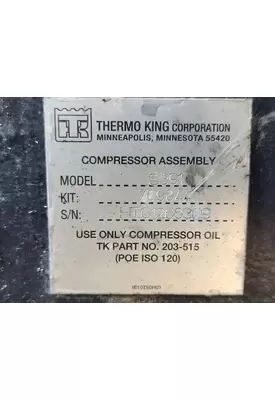 TK
THERMO KING CORPORATION
MINNEAPOLIS, MINNESOTA 55420
COMPRESSOR ASSEMBLY
MODEL
KIT:
S/N:
USE ONLY COMPRESSOR OIL
TK PART NO. 203-515
(POE ISO 120)